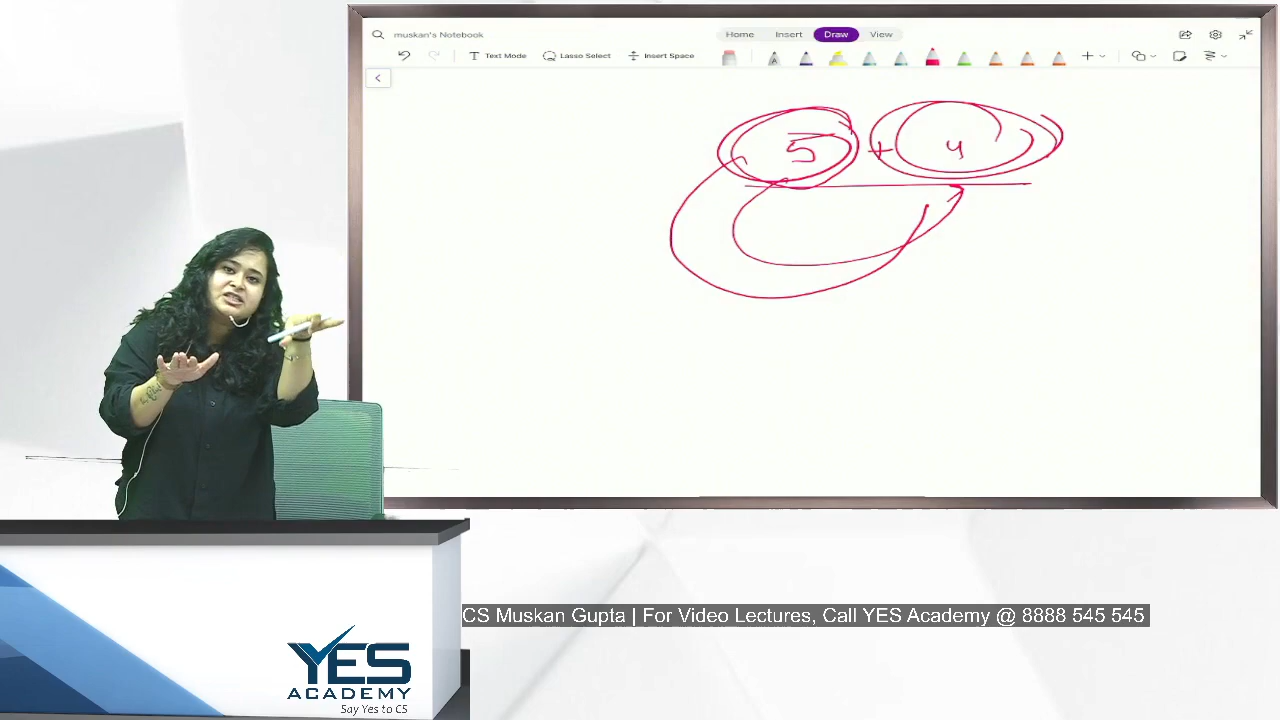 muskan's Notebook
Home Insert Draw View
Text Mode Lasso Select Insert Space
5 + 4
CS Muskan Gupta | For Video Lectures, Call YES Academy @ 8888 545 545
YES
ACADEMY
Say Yes to CS